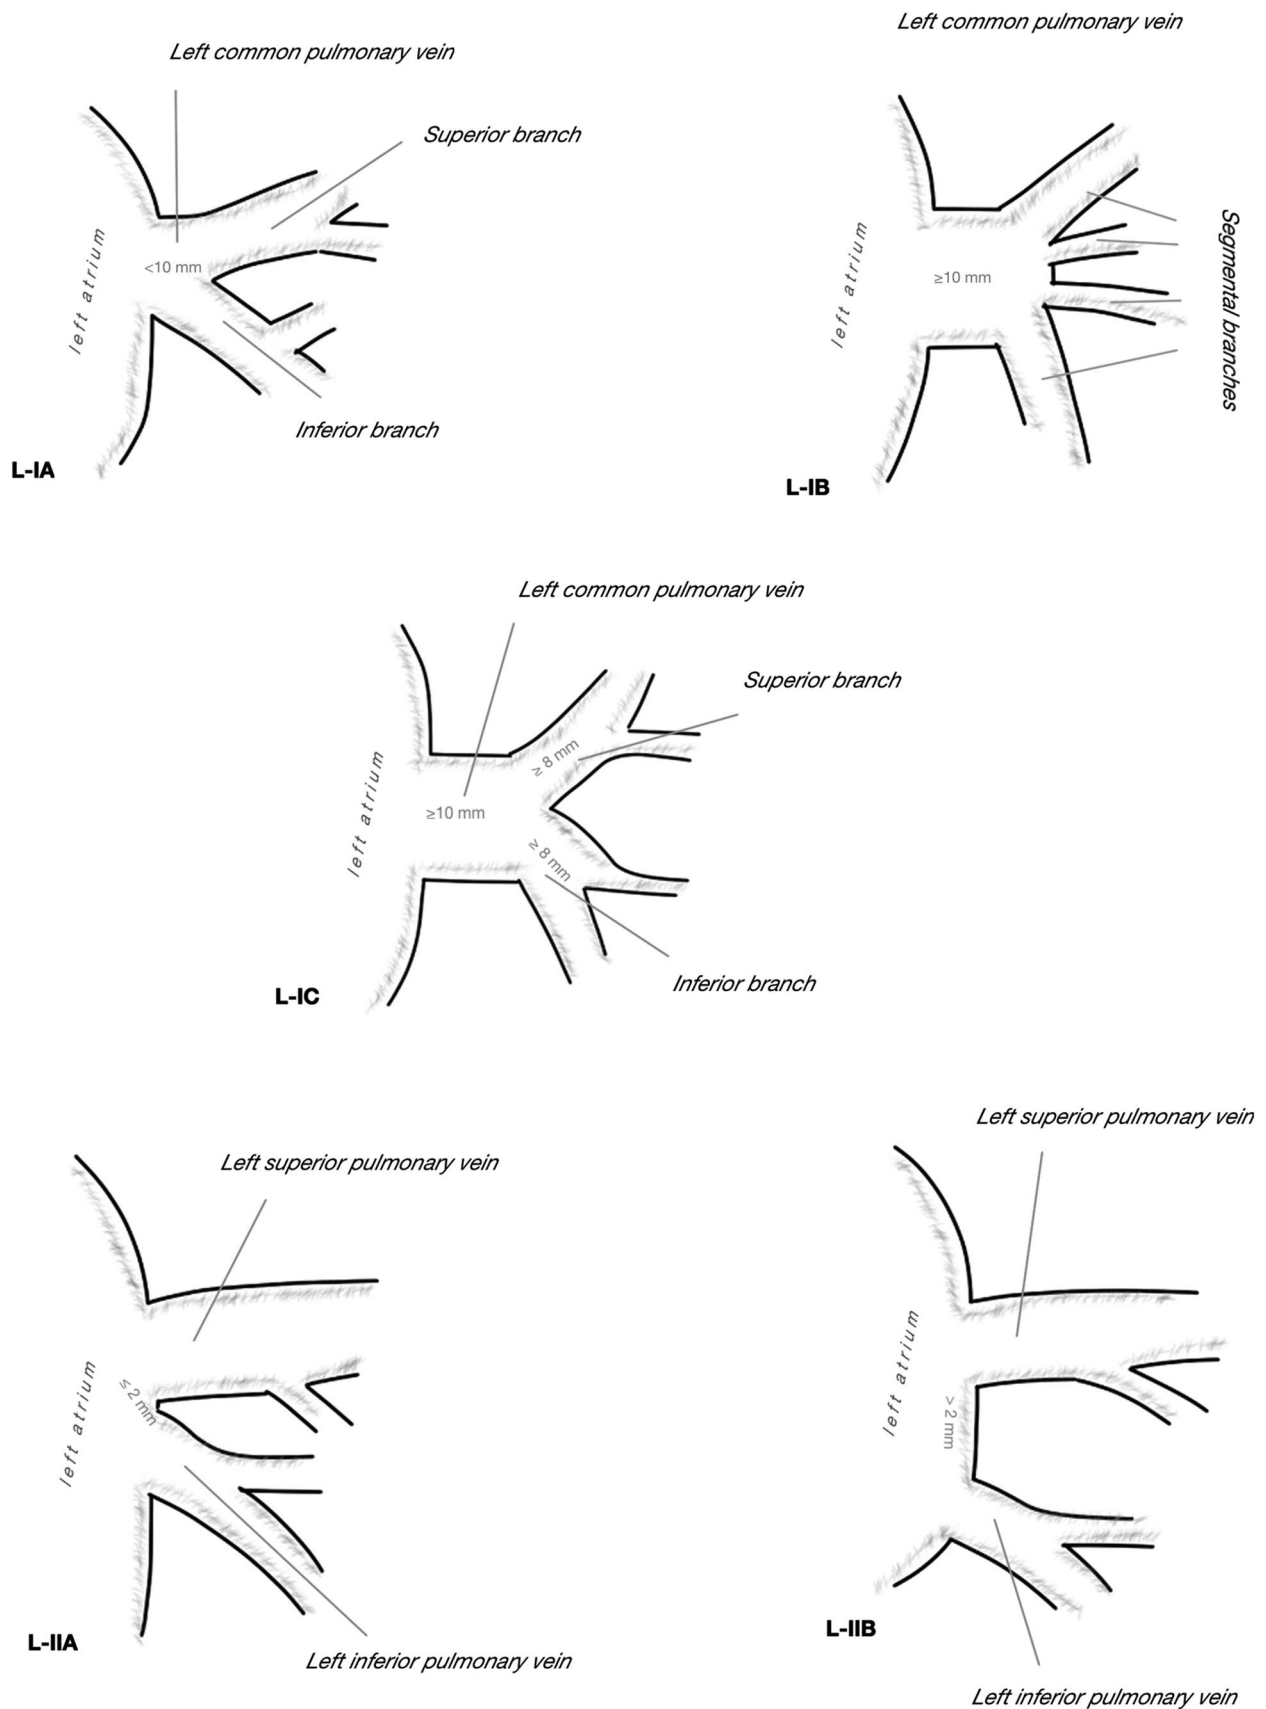 Left common pulmonary vein
Superior branch
<10 mm
left atrium
Inferior branch
L-IA
Left common pulmonary vein
left atrium
≥10 mm
Segmental branches
L-IB
Left common pulmonary vein
Superior branch
≥ 8 mm
≥10 mm
left atrium
≥ 8 mm
Inferior branch
L-IC
Left superior pulmonary vein
≤ 2 mm
left atrium
L-IIA
Left inferior pulmonary vein
Left superior pulmonary vein
left atrium
> 2 mm
L-IIB
Left inferior pulmonary vein